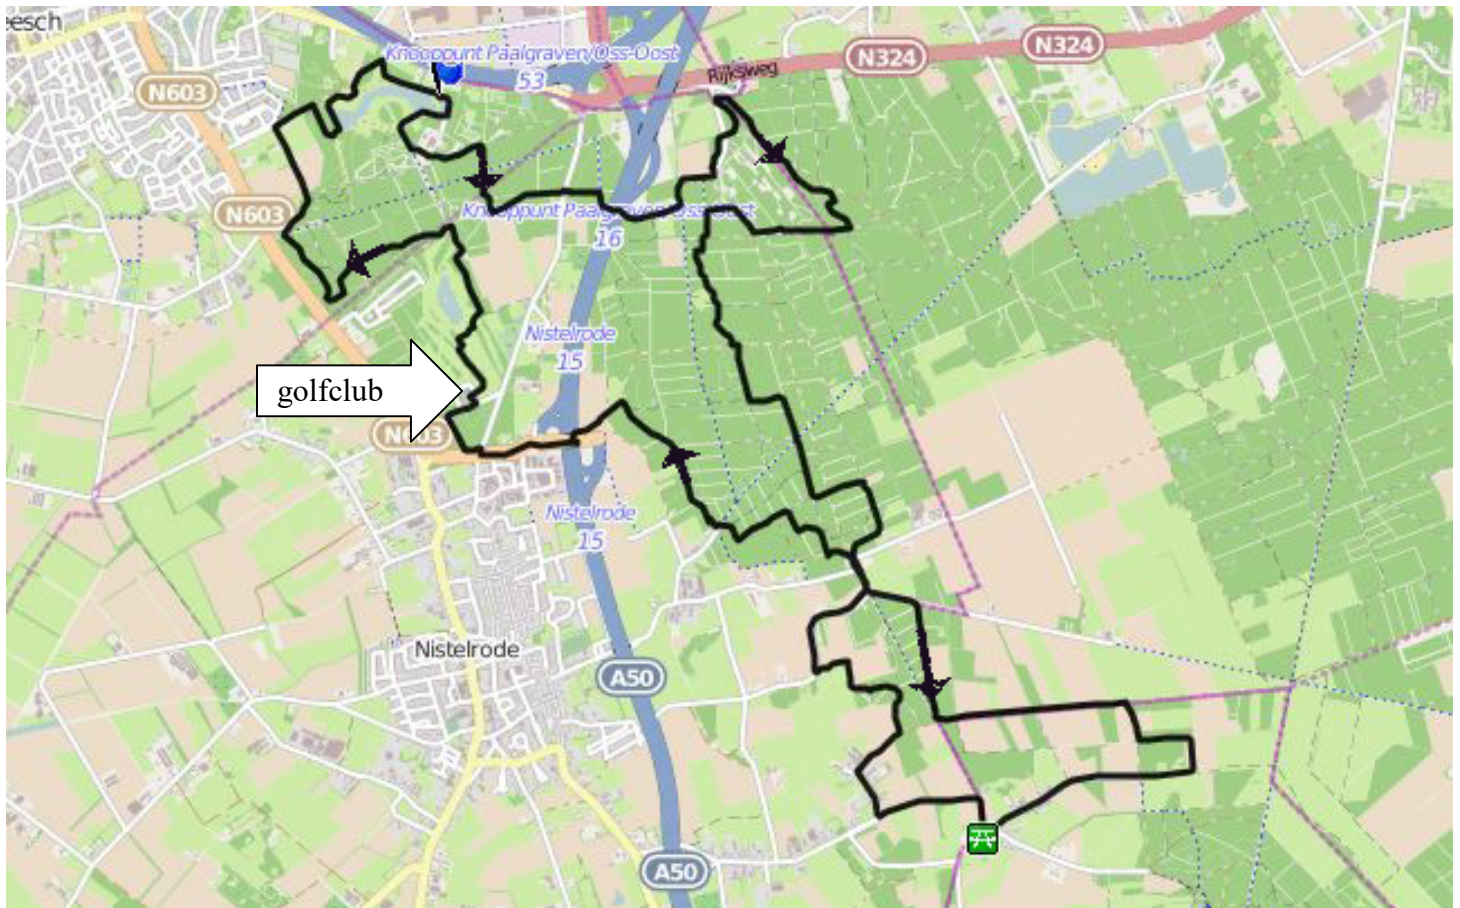 eesch
Knooppunt Paalgraven/Oss-Oost
53
N324
N324
Rijksweg
N603
N603
Knooppunt Paalgraven/Oss-Oost
16
Nistelrode
15
golfclub
N603
Nistelrode
15
Nistelrode
A50
A50